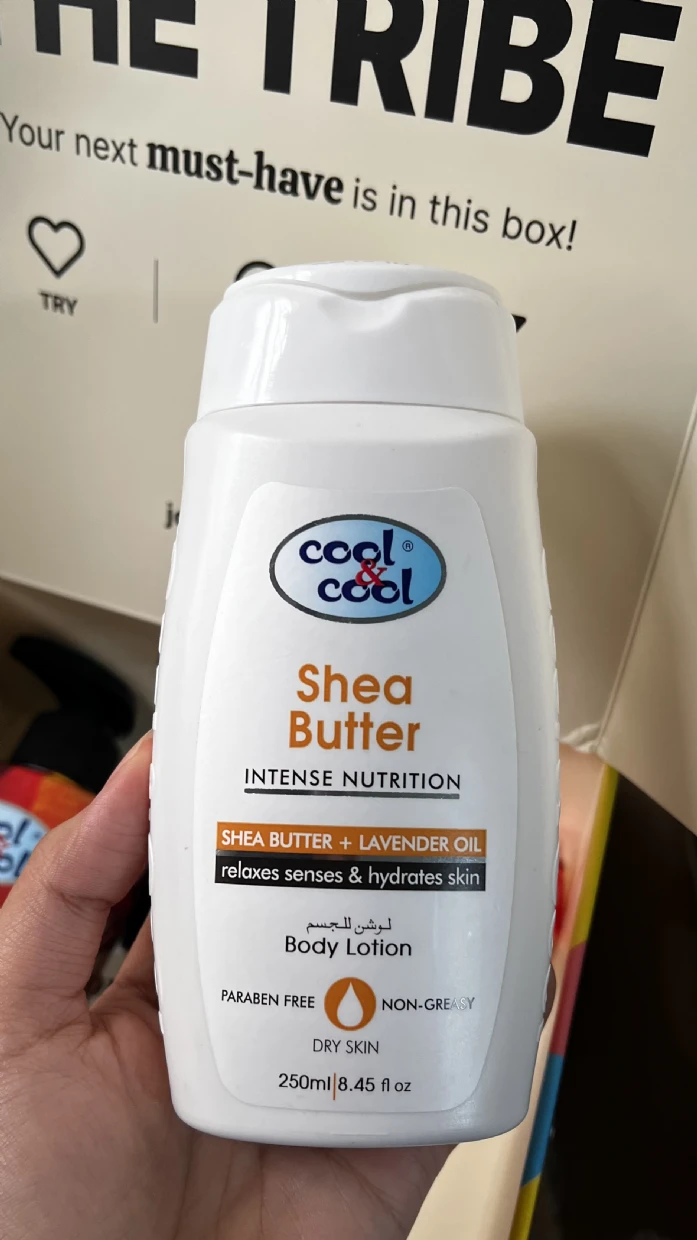 THE TRIBE
Your next must-have is in this box!
TRY
cool ®
&
cool
Shea
Butter
INTENSE NUTRITION
SHEA BUTTER + LAVENDER OIL
relaxes senses & hydrates skin
لوشن للجسم
Body Lotion
PARABEN FREE NON-GREASY
DRY SKIN
250ml|8.45 fl oz